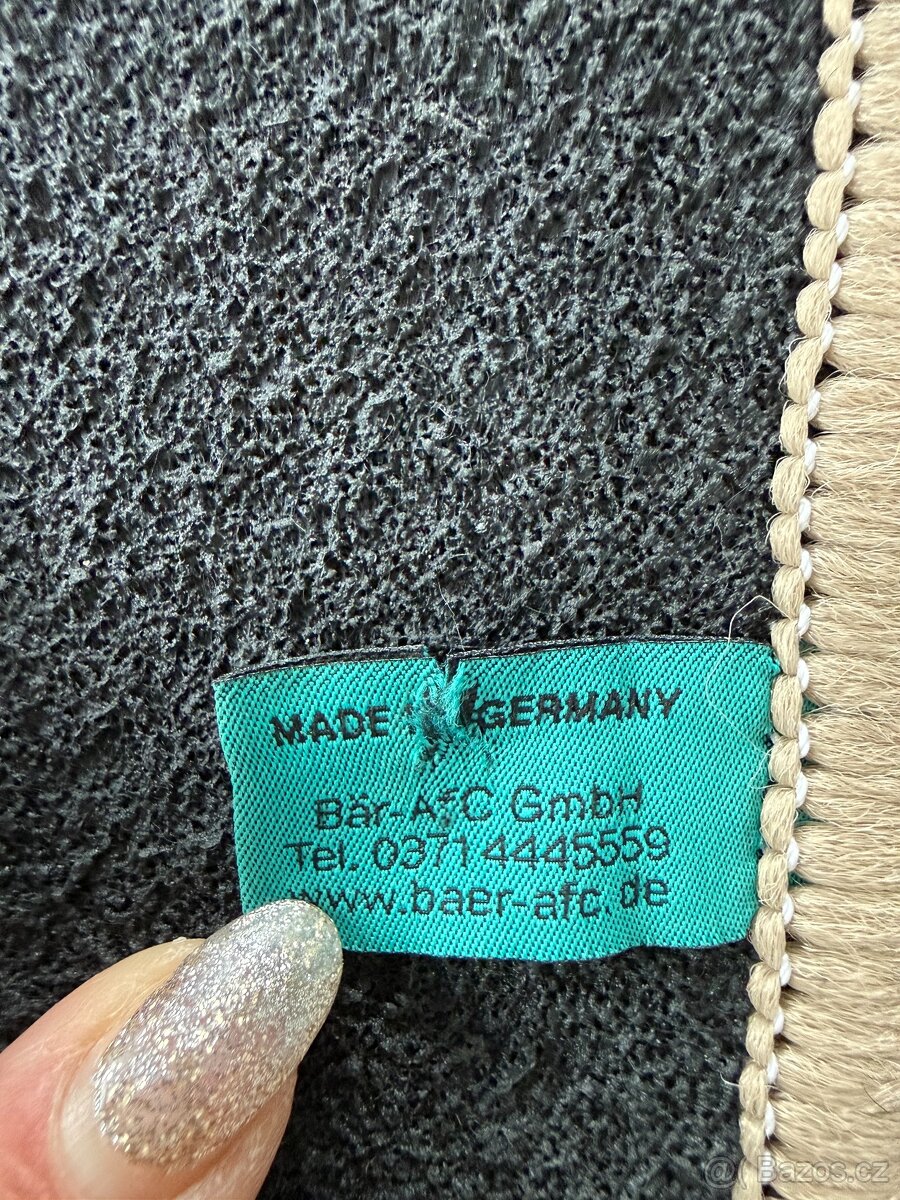 MADE GERMANY
Bär-AfC GmbH
Tel. 0371 4445559
www.baer-afc.de
@ Bazos.cz